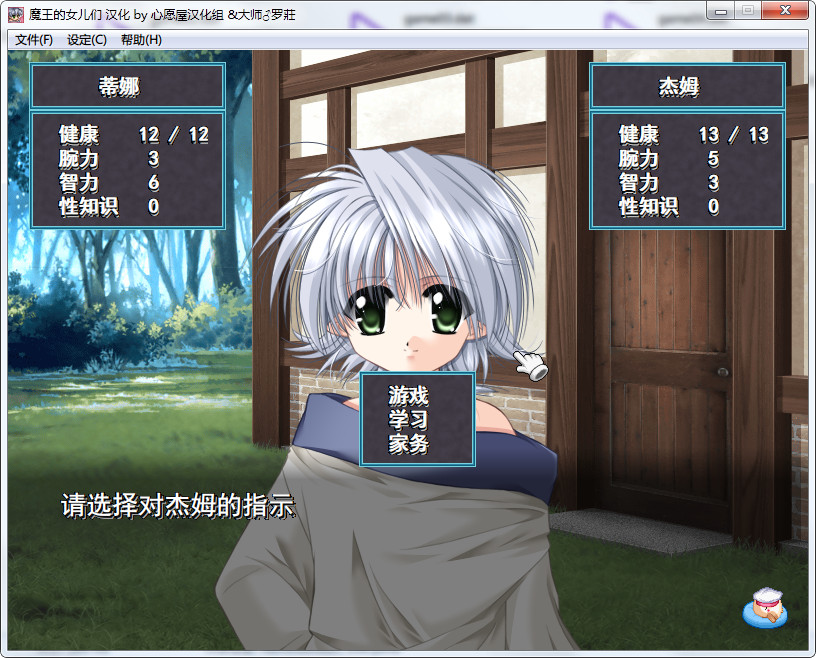 魔王的女儿们 汉化 by 心愿屋汉化组 &大师♂罗莊
文件(F) 设定(C) 帮助(H)
蒂娜
健康 12 / 12
腕力 3
智力 6
性知识 0
杰姆
健康 13 / 13
腕力 5
智力 3
性知识 0
游戏
学习
家务
请选择对杰姆的指示